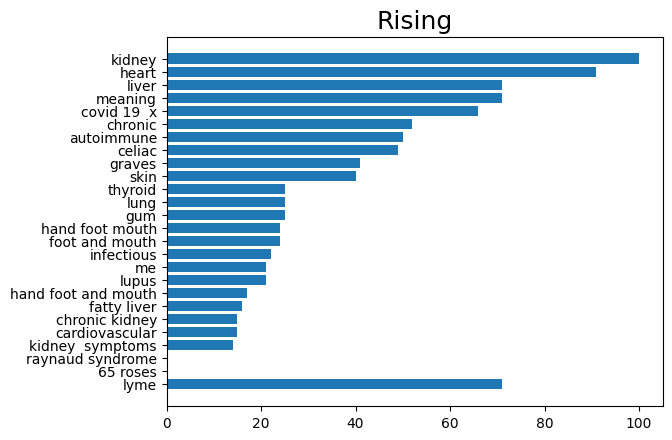 Rising
kidney
heart
liver
meaning
covid 19  x
chronic
autoimmune
celiac
graves
skin
thyroid
lung
gum
hand foot mouth
foot and mouth
infectious
me
lupus
hand foot and mouth
fatty liver
chronic kidney
cardiovascular
kidney  symptoms
raynaud syndrome
65 roses
lyme
0 20 40 60 80 100